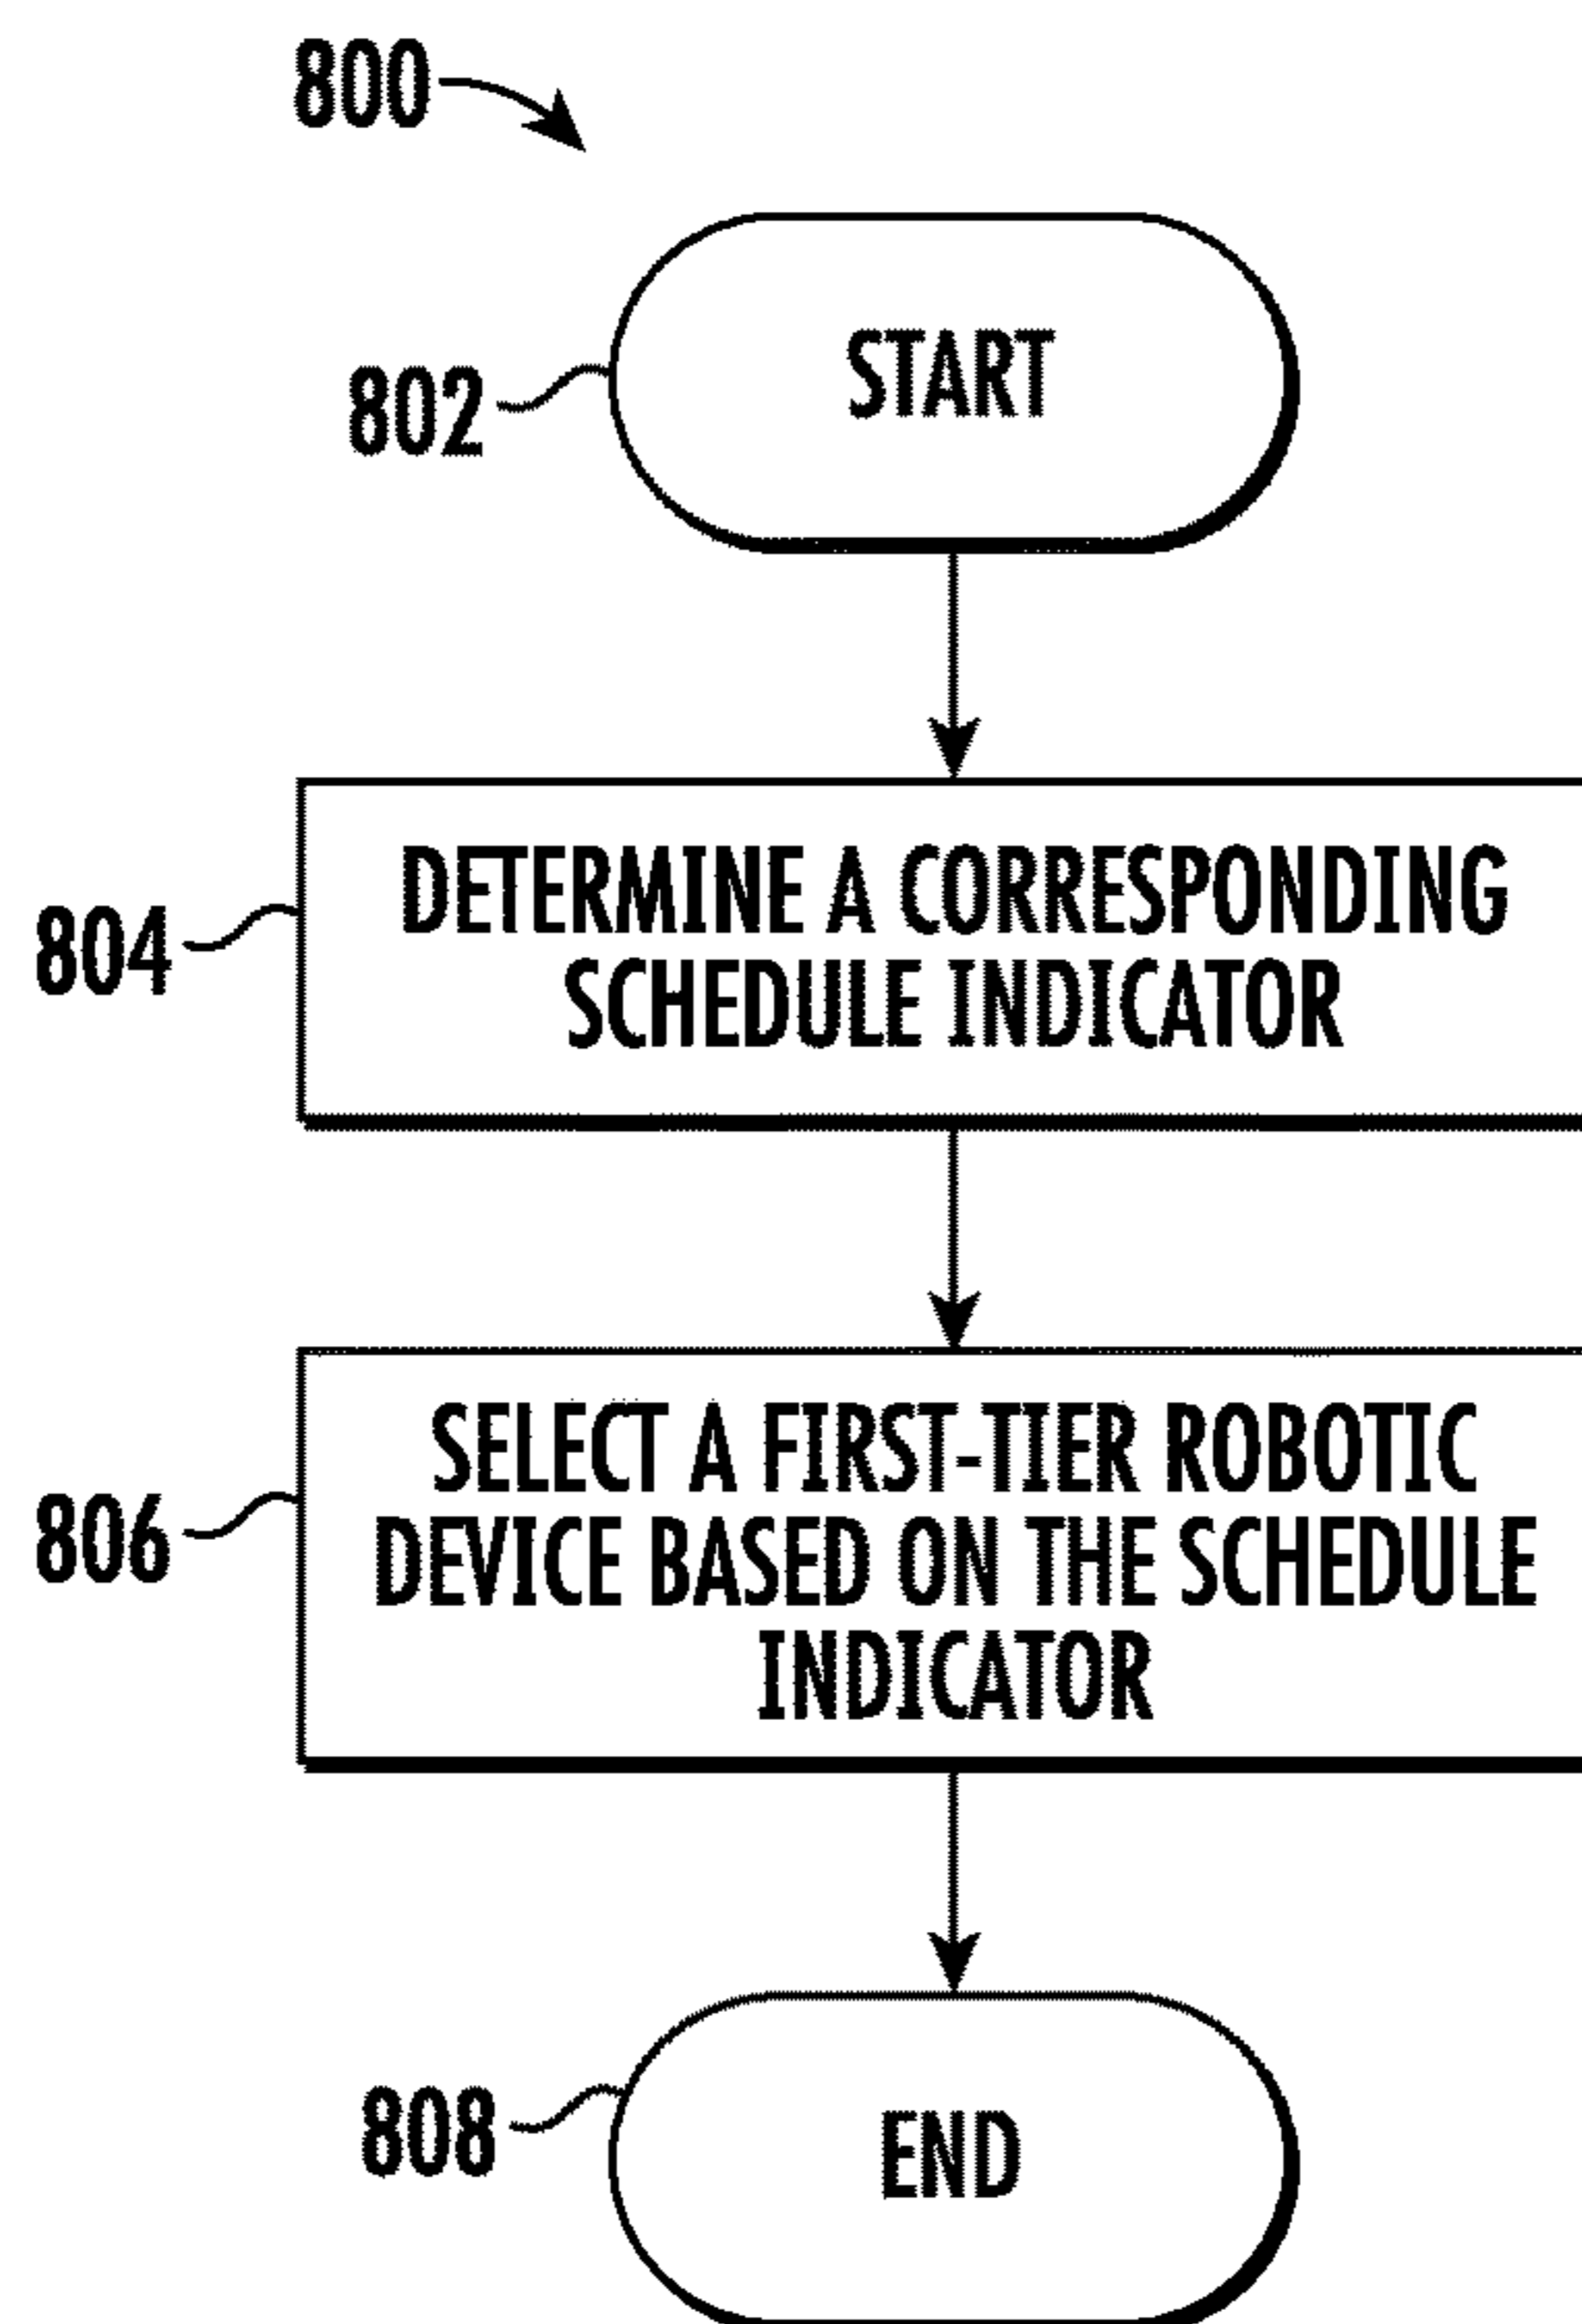 800
802
START
804
DETERMINE A CORRESPONDING
SCHEDULE INDICATOR
806
SELECT A FIRST-TIER ROBOTIC
DEVICE BASED ON THE SCHEDULE
INDICATOR
808
END